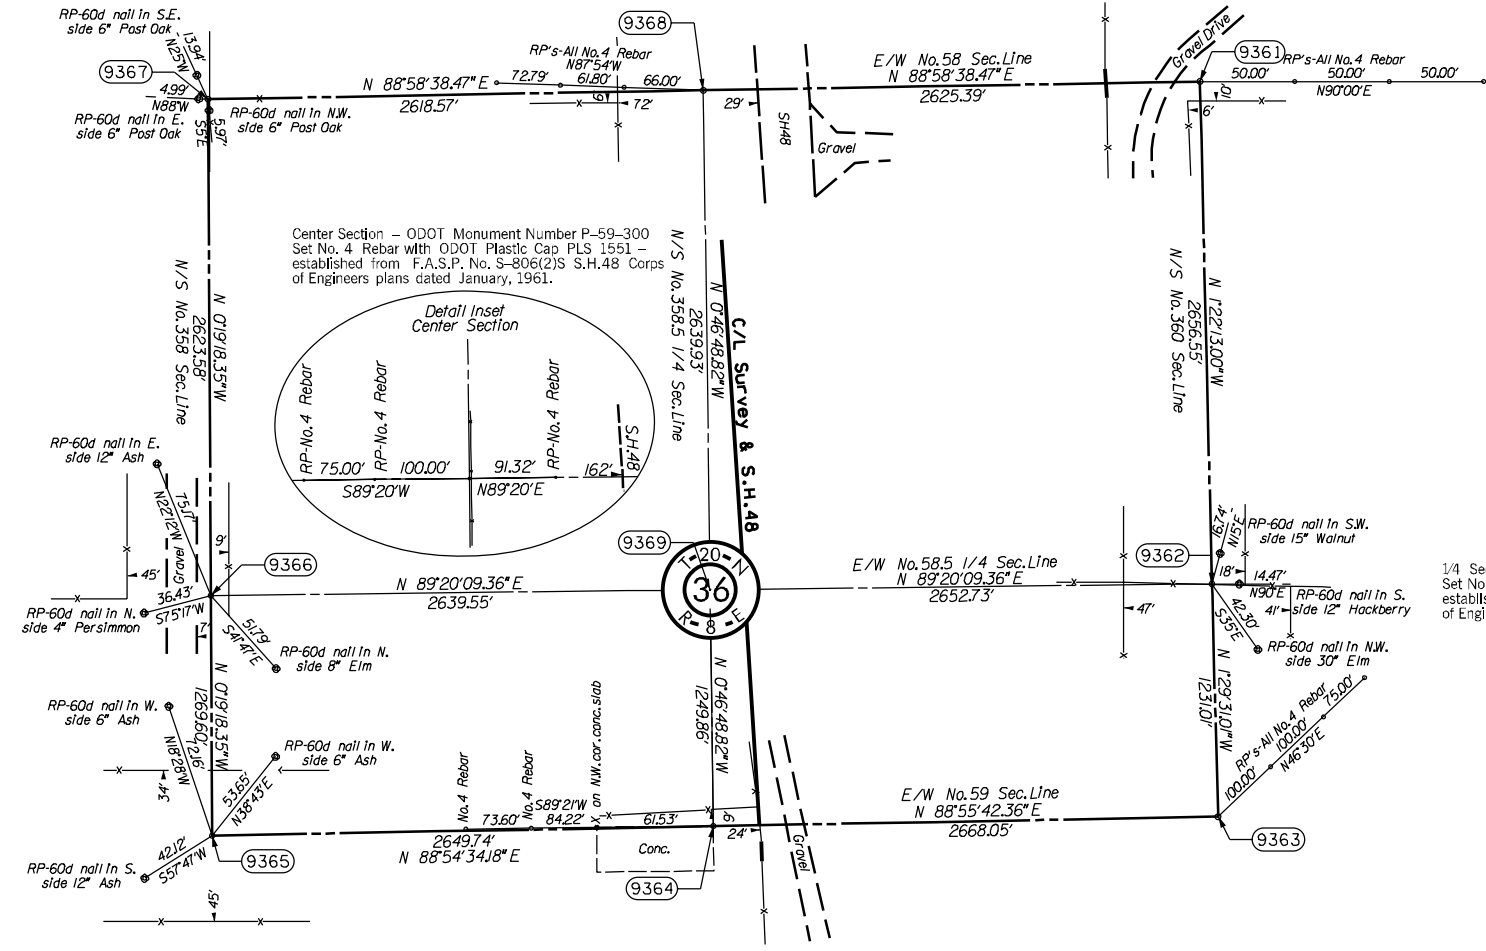 RP-60d nail in S.E.
side 6" Post Oak
13.94'
N25°W
9367
4.99'
N88°W
RP-60d nail in E.
side 6" Post Oak
5.97'
S5°E
RP-60d nail in N.W.
side 6" Post Oak
N 88°58'38.47" E
2618.57'
RP's-All No.4 Rebar
N87°54'W
72.79'
61.80'
66.00'
9368
6'
72'
29'
SH48
Gravel
E/W No.58 Sec.Line
N 88°58'38.47" E
2625.39'
Gravel Drive
9361
RP's-All No.4 Rebar
50.00'
50.00'
50.00'
N90°00'E
10'
6'
Center Section – ODOT Monument Number P–59–300
Set No. 4 Rebar with ODOT Plastic Cap PLS 1551 –
established from F.A.S.P. No. S–806(2)S S.H.48 Corps
of Engineers plans dated January, 1961.
Detail Inset
Center Section
RP-No.4 Rebar
RP-No.4 Rebar
RP-No.4 Rebar
S.H.48
75.00'
100.00'
91.32'
162'
S89°20'W
N89°20'E
N/S No.358 Sec.Line
2623.58'
N 0°19'18.35" W
N/S No.358.5 1/4 Sec.Line
2639.93'
N 0°46'48.82" W
C/L Survey & S.H.48
N/S No.360 Sec.Line
2656.55'
N 1°22'13.00" W
RP-60d nail in E.
side 12" Ash
75.17'
N22°12'W
Gravel
9'
45'
9366
36.43'
S75°17'W
RP-60d nail in N.
side 4" Persimmon
7'
51.79'
S41°47'E
RP-60d nail in N.
side 8" Elm
N 89°20'09.36" E
2639.55'
9369
T-20-N
36
R-8-E
E/W No.58.5 1/4 Sec.Line
N 89°20'09.36" E
2652.73'
47'
9362
16.74'
N15°E
RP-60d nail in S.W.
side 15" Walnut
18'
14.47'
N90°E
RP-60d nail in S.
side 12" Hackberry
41'
42.30'
S35°E
RP-60d nail in N.W.
side 30" Elm
1/4 Se
Set No
establis
of Engi
RP-60d nail in W.
side 6" Ash
72.16'
N18°28'W
1269.60'
N 0°19'18.35" W
34'
RP-60d nail in W.
side 6" Ash
53.65'
N38°43'E
1249.86'
N 0°46'48.82" W
1231.01'
N 1°29'31.01" W
RP's-All No.4 Rebar
100.00'
100.00'
75.00'
N46°30'E
No.4 Rebar
No.4 Rebar
X on N.W.cor.conc.slab
73.60'
S89°21'W
84.22'
61.53'
2649.74'
N 88°54'34.18" E
Conc.
9'
24'
Gravel
E/W No.59 Sec.Line
N 88°55'42.36" E
2668.05'
9363
9364
9365
42.12'
S57°47'W
RP-60d nail in S.
side 12" Ash
45'